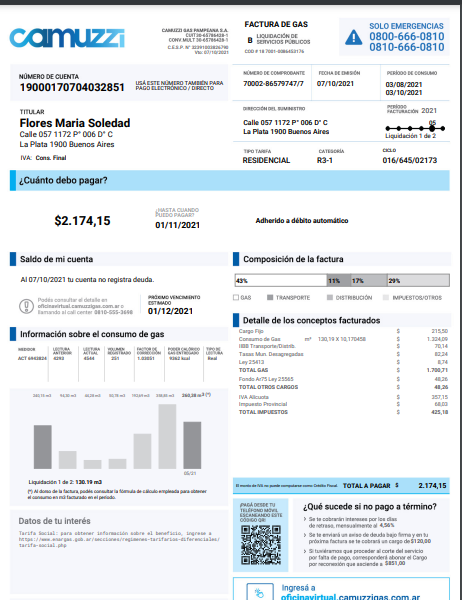 camuzzi
CAMUZZI GAS PAMPEANA S.A.
CUIT 30-65786428-1
CONV.MULT 30-65786428-1
C.E.S.P. N° 32391002826790
Vto: 07/10/2021
FACTURA DE GAS
B LIQUIDACIÓN DE
SERVICIOS PÚBLICOS
COD # 18 7001-0086453176
SOLO EMERGENCIAS
0800-666-0810
0810-666-0810
NÚMERO DE CUENTA
19000170704032851
USÁ ESTE NÚMERO TAMBIÉN PARA
PAGO ELECTRÓNICO / DIRECTO
NÚMERO DE COMPROBANTE
70002-86579747/7
FECHA DE EMISIÓN
07/10/2021
PERÍODO DE CONSUMO
03/08/2021
03/10/2021
TITULAR
Flores Maria Soledad
Calle 057 1172 P° 006 D° C
La Plata 1900 Buenos Aires
IVA: Cons. Final
DIRECCIÓN DEL SUMINISTRO
Calle 057 1172 P° 006 D° C
La Plata 1900 Buenos Aires
PERÍODO
FACTURACIÓN 2021
05
Liquidación 1 de 2
TIPO TARIFA
RESIDENCIAL
CATEGORÍA
R3-1
CICLO
016/645/02173
¿Cuánto debo pagar?
$2.174,15
¿HASTA CUANDO
PUEDO PAGAR?
01/11/2021
Adherido a débito automático
Saldo de mi cuenta
Al 07/10/2021 tu cuenta no registra deuda.
Podés consultar el detalle en
oficinavirtual.camuzzigas.com.ar o
llamando al call center 0810-555-3698
PRÓXIMO VENCIMIENTO
ESTIMADO
01/12/2021
Composición de la factura
43% 11% 17% 29%
GAS TRANSPORTE DISTRIBUCIÓN IMPUESTOS/OTROS
Información sobre el consumo de gas
MEDIDOR
ACT 6943824
LECTURA
ANTERIOR
4293
LECTURA
ACTUAL
4544
VOLUMEN
REGISTRADO
251
FACTOR DE
CORRECCIÓN
1.03851
PODER CALÓRICO
GAS ENTREGADO
9362 kcal
TIPO DE
LECTURA
Real
260,38 m3 (*)
05/21
Liquidación 1 de 2: 130.19 m3
(*) Al dorso de la factura, podés consultar la fórmula de cálculo empleada para obtener
el consumo en m3 facturado en el período.
Detalle de los conceptos facturados
Cargo Fijo $ 215,50
Consumo de Gas m³ 130,19 X 10,170458 $ 1.324,09
IIBB Transporte/Distrib. $ 70,14
Tasas Mun. Desagregadas $ 82,24
Ley 25413 $ 8,74
TOTAL GAS $ 1.700,71
Fondo Ar75 Ley 25565 $ 48,26
TOTAL OTROS CARGOS $ 48,26
IVA Alícuota $ 357,15
Impuesto Provincial $ 68,03
TOTAL IMPUESTOS $ 425,18
El monto de IVA no puede computarse como Crédito Fiscal. TOTAL A PAGAR $ 2.174,15
Datos de tu interés
Tarifa Social: para obtener información sobre el beneficio, ingrese a
https://www.energas.gob.ar/secciones/regimenes-tarifarios-diferenciales/
tarifa-social.php
¡PAGÁ DESDE TU
TELÉFONO MÓVIL
ESCANEANDO ESTE
CÓDIGO QR!
¿Qué sucede si no pago a término?
Se te cobrarán intereses por los días
de retraso, mensualmente al 4,56%
Se te enviará un aviso de deuda bajo firma y en tu
próxima factura se te cobrará un cargo de $120,00
Si tuviéramos que proceder al corte del servicio
por falta de pago, corresponderá abonar el Cargo
por reconexión que asciende a $851,00
Ingresá a
oficinavirtual.camuzzigas.com.ar